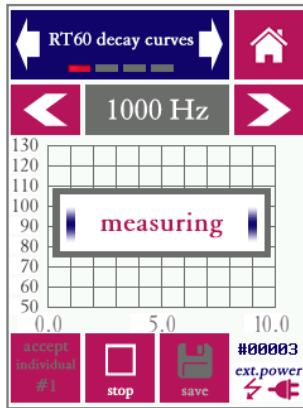 RT60 decay curves
1000 Hz
130
120
110
100
90
80
70
60
50
measuring
0.0 5.0 10.0
accept
individual
#1
stop
save
#00003
ext.power